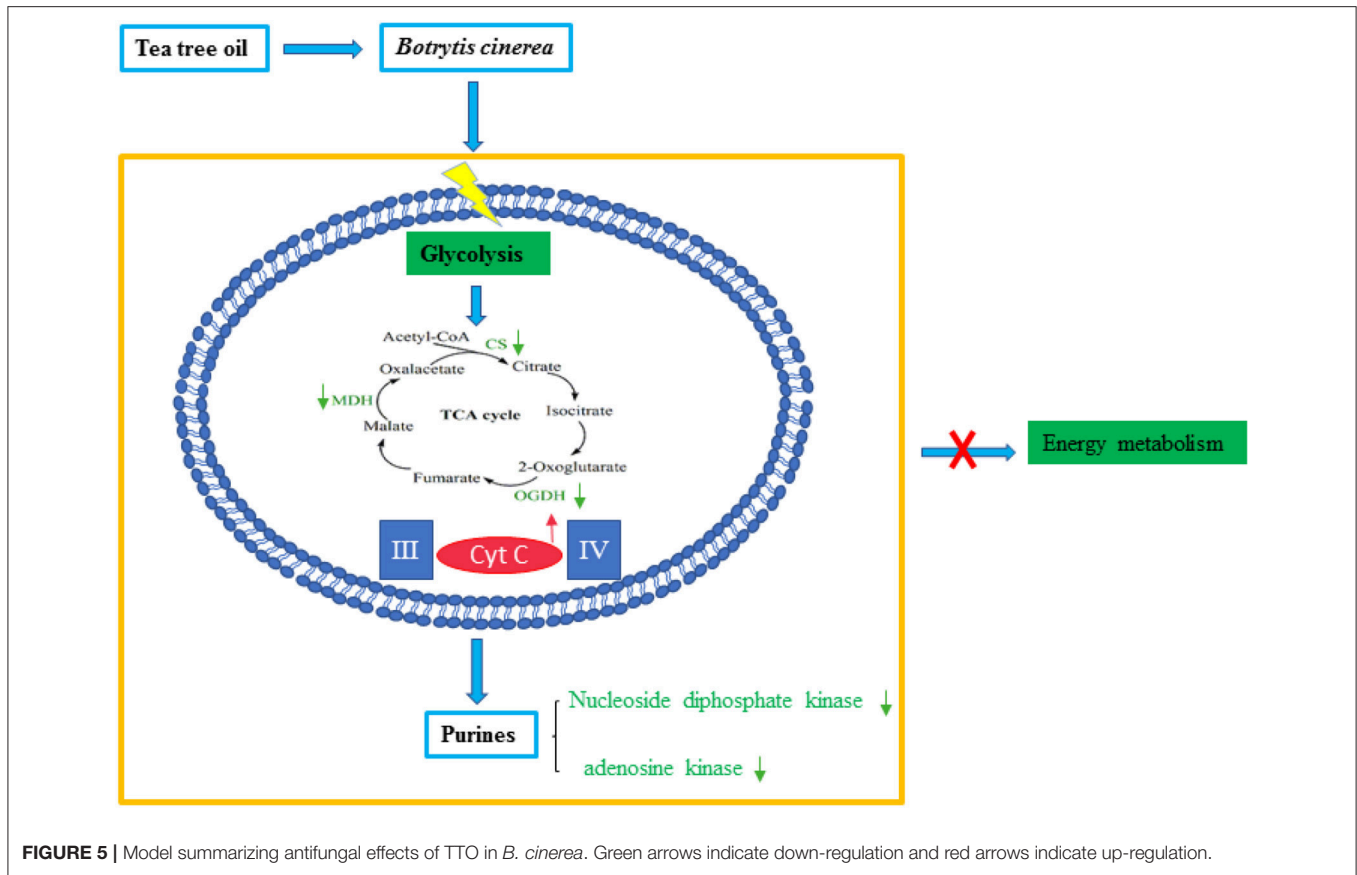 Tea tree oil
Botrytis cinerea
Glycolysis
Acetyl-CoA
CS
Oxalacetate
Citrate
MDH
TCA cycle
Isocitrate
Malate
2-Oxoglutarate
Fumarate
OGDH
III
Cyt C
IV
Energy metabolism
Nucleoside diphosphate kinase
Purines
adenosine kinase
FIGURE 5 | Model summarizing antifungal effects of TTO in B. cinerea. Green arrows indicate down-regulation and red arrows indicate up-regulation.